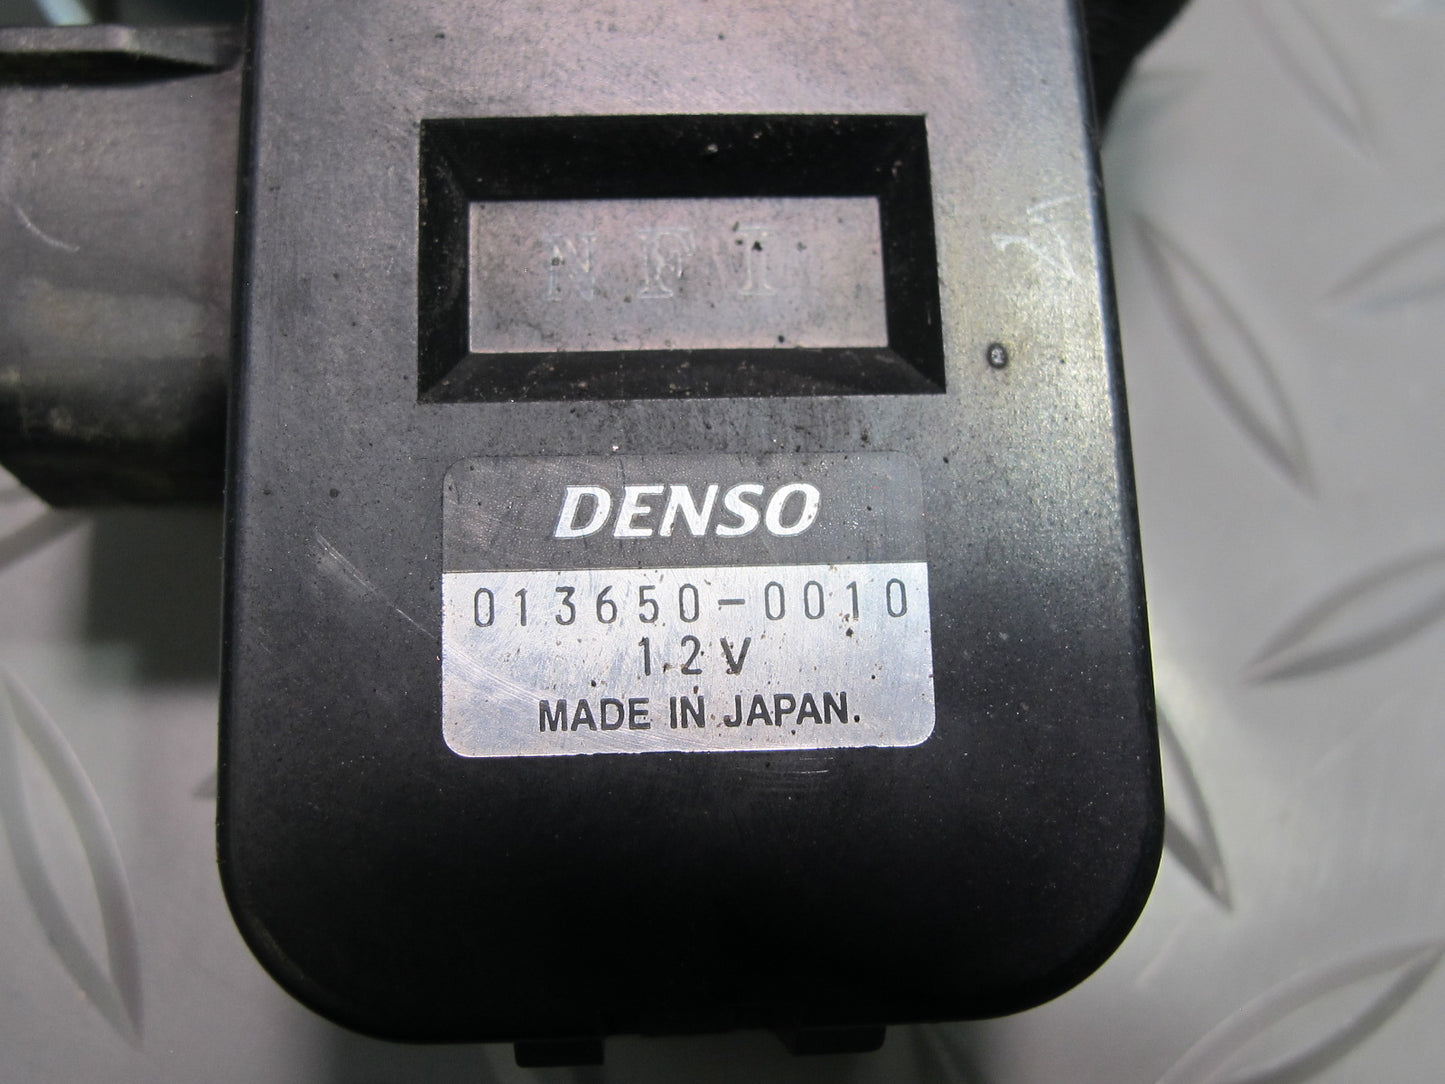 NFI
DENSO
013650-0010
12V
MADE IN JAPAN.